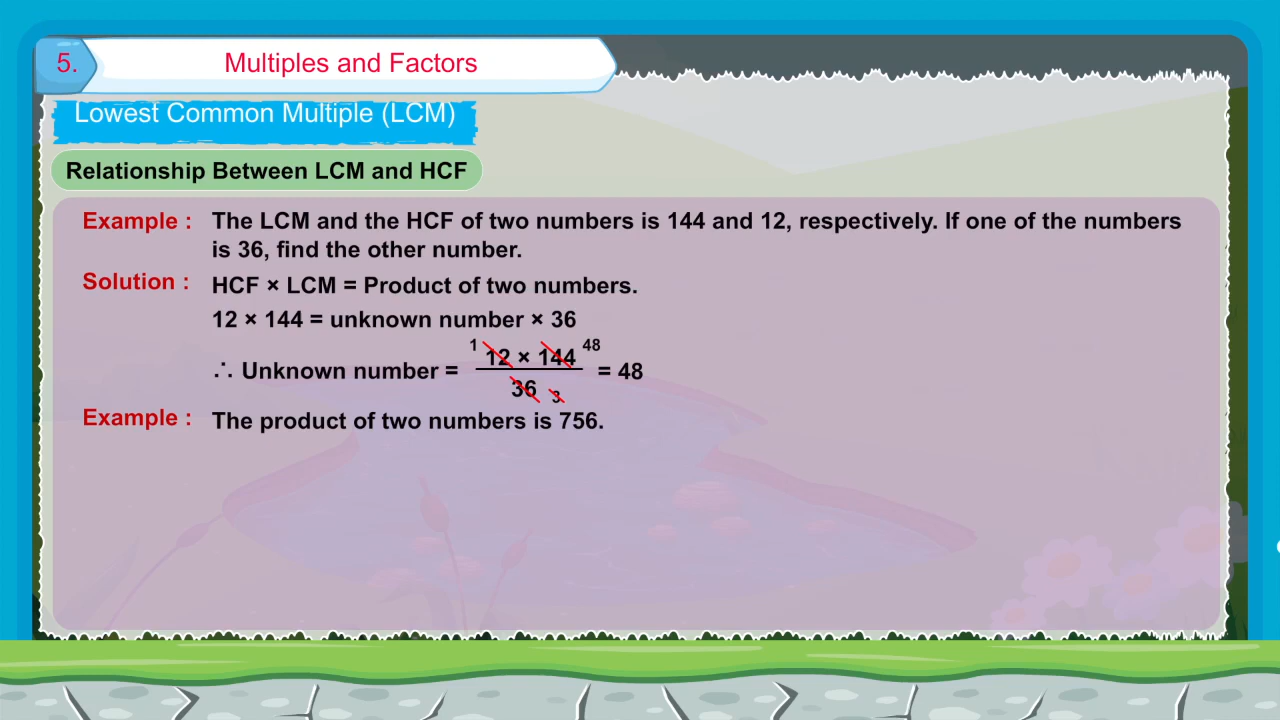 5. Multiples and Factors
Lowest Common Multiple (LCM)
Relationship Between LCM and HCF
Example : The LCM and the HCF of two numbers is 144 and 12, respectively. If one of the numbers
is 36, find the other number.
Solution : HCF × LCM = Product of two numbers.
12 × 144 = unknown number × 36
1 12 × 144 48
∴ Unknown number = = 48
36 3
Example : The product of two numbers is 756.